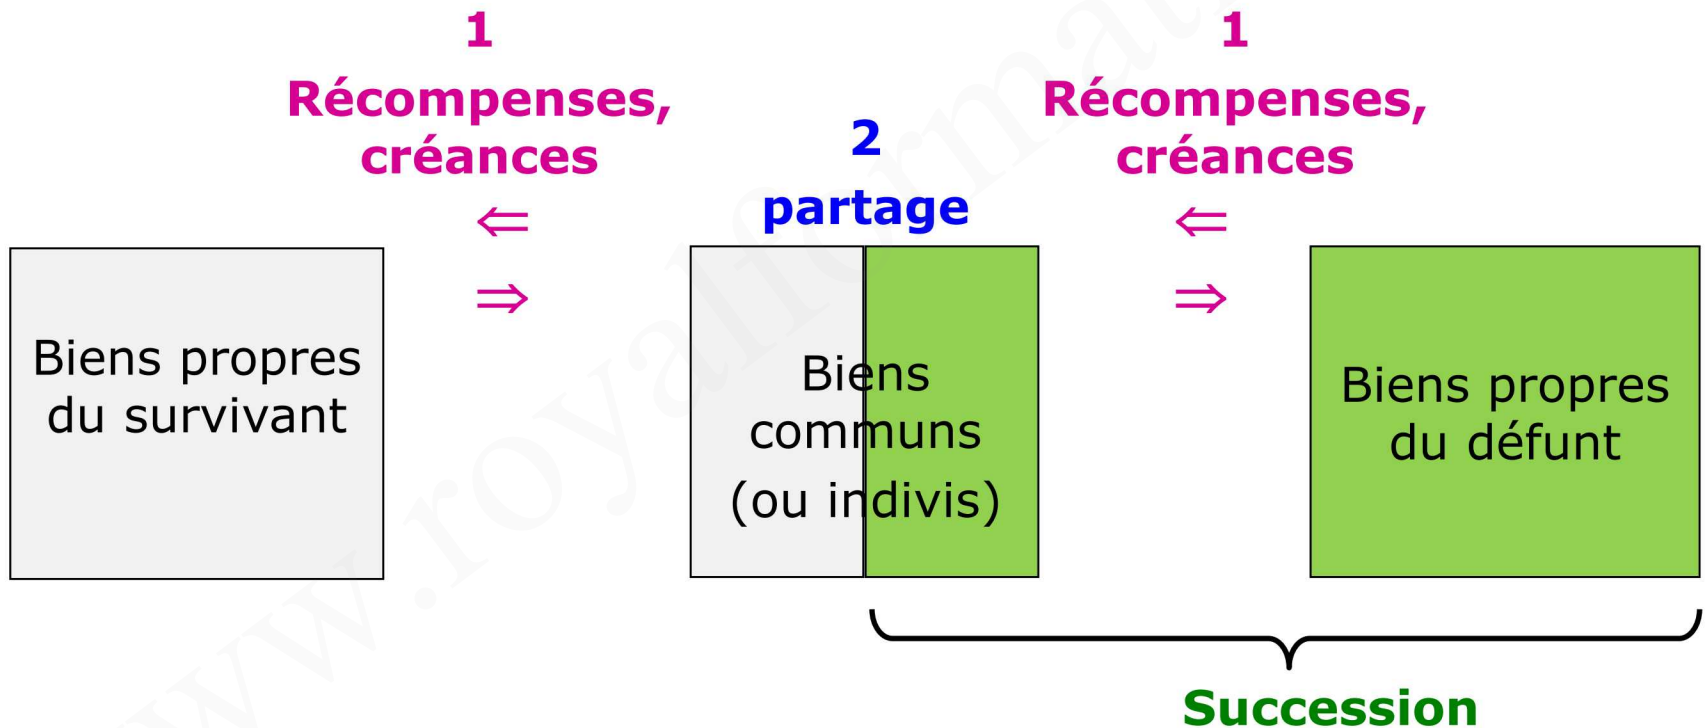 1
Récompenses,
créances
⇐
⇒
2
partage
1
Récompenses,
créances
⇐
⇒
Biens propres
du survivant
Biens
communs
(ou indivis)
Biens propres
du défunt
Succession